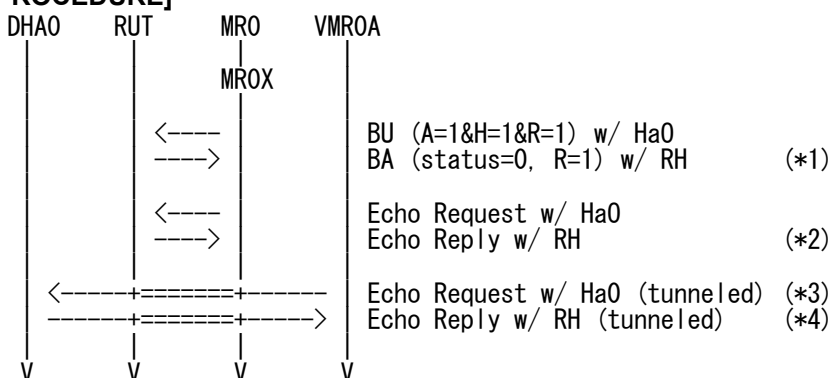 ROCEDURE]
DHA0 RUT MR0 VMR0A
MR0X
<---- BU (A=1&H=1&R=1) w/ HaO
----> BA (status=0, R=1) w/ RH (*1)
<---- Echo Request w/ HaO
----> Echo Reply w/ RH (*2)
<-----+=======+------ Echo Request w/ HaO (tunneled) (*3)
------+=======+-----> Echo Reply w/ RH (tunneled) (*4)
V V V V